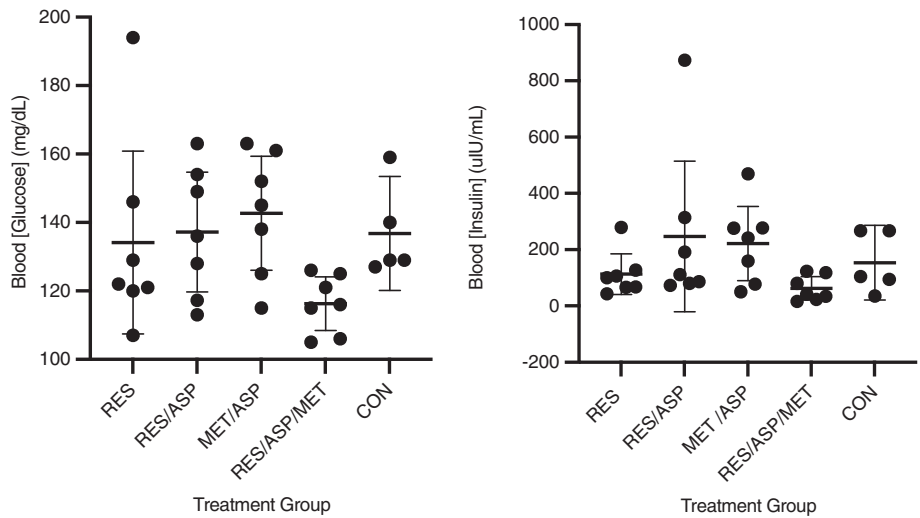 Blood [Glucose] (mg/dL)
200
180
160
140
120
100
RES
RES/ASP
MET/ASP
RES/ASP/MET
CON
Treatment Group
Blood [Insulin] (uIU/mL)
1000
800
600
400
200
0
-200
RES
RES/ASP
MET /ASP
RES/ASP/MET
CON
Treatment Group